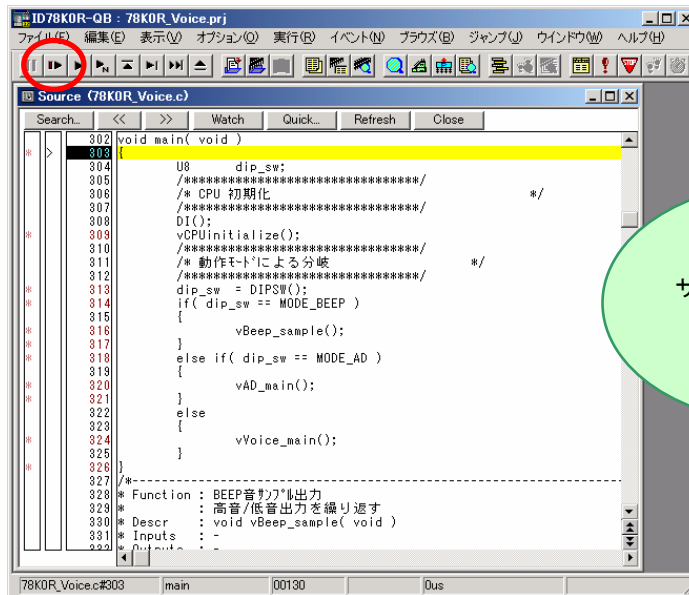 ID78K0R-QB : 78K0R_Voice.prj
ファイル(F) 編集(E) 表示(V) オプション(O) 実行(R) イベント(N) ブラウズ(B) ジャンプ(J) ウインドウ(W) ヘルプ(H)
Source (78K0R_Voice.c)
Search... << >> Watch Quick... Refresh Close
302 void main( void )
* > 303 {
304 U8 dip_sw;
305 /********************************/
306 /* CPU 初期化 */
307 /********************************/
308 DI();
* 309 vCPUinitialize();
310 /********************************/
311 /* 動作ﾓｰﾄﾞによる分岐 */
312 /********************************/
* 313 dip_sw = DIPSW();
* 314 if( dip_sw == MODE_BEEP )
315 {
* 316 vBeep_sample();
* 317 }
* 318 else if( dip_sw == MODE_AD )
319 {
* 320 vAD_main();
* 321 }
322 else
323 {
* 324 vVoice_main();
325 }
* 326 }
327 /*------------------------------------------------------------
328 * Function : BEEP音ｻﾝﾌﾟﾙ出力
329 * : 高音/低音出力を繰り返す
330 * Descr : void vBeep_sample( void )
331 * Inputs : -
332 * Outputs : -
サ
78K0R_Voice.c#303 main 00130 0us